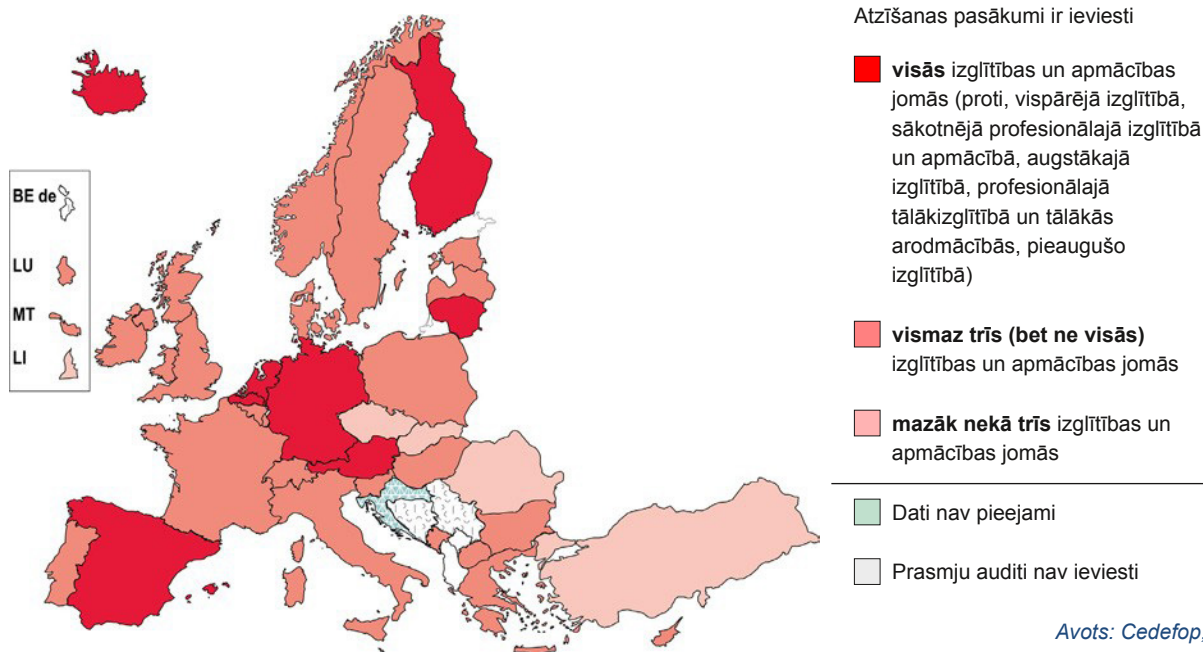 Atzīšanas pasākumi ir ieviesti
visās izglītības un apmācības
jomās (proti, vispārējā izglītībā,
sākotnējā profesionālajā izglītībā
un apmācībā, augstākajā
izglītībā, profesionālajā
tālākizglītībā un tālākās
arodmācībās, pieaugušo
izglītībā)
vismaz trīs (bet ne visās)
izglītības un apmācības jomās
mazāk nekā trīs izglītības un
apmācības jomās
Dati nav pieejami
Prasmju auditi nav ieviesti
Avots: Cedefop,
BE de
LU
MT
LI